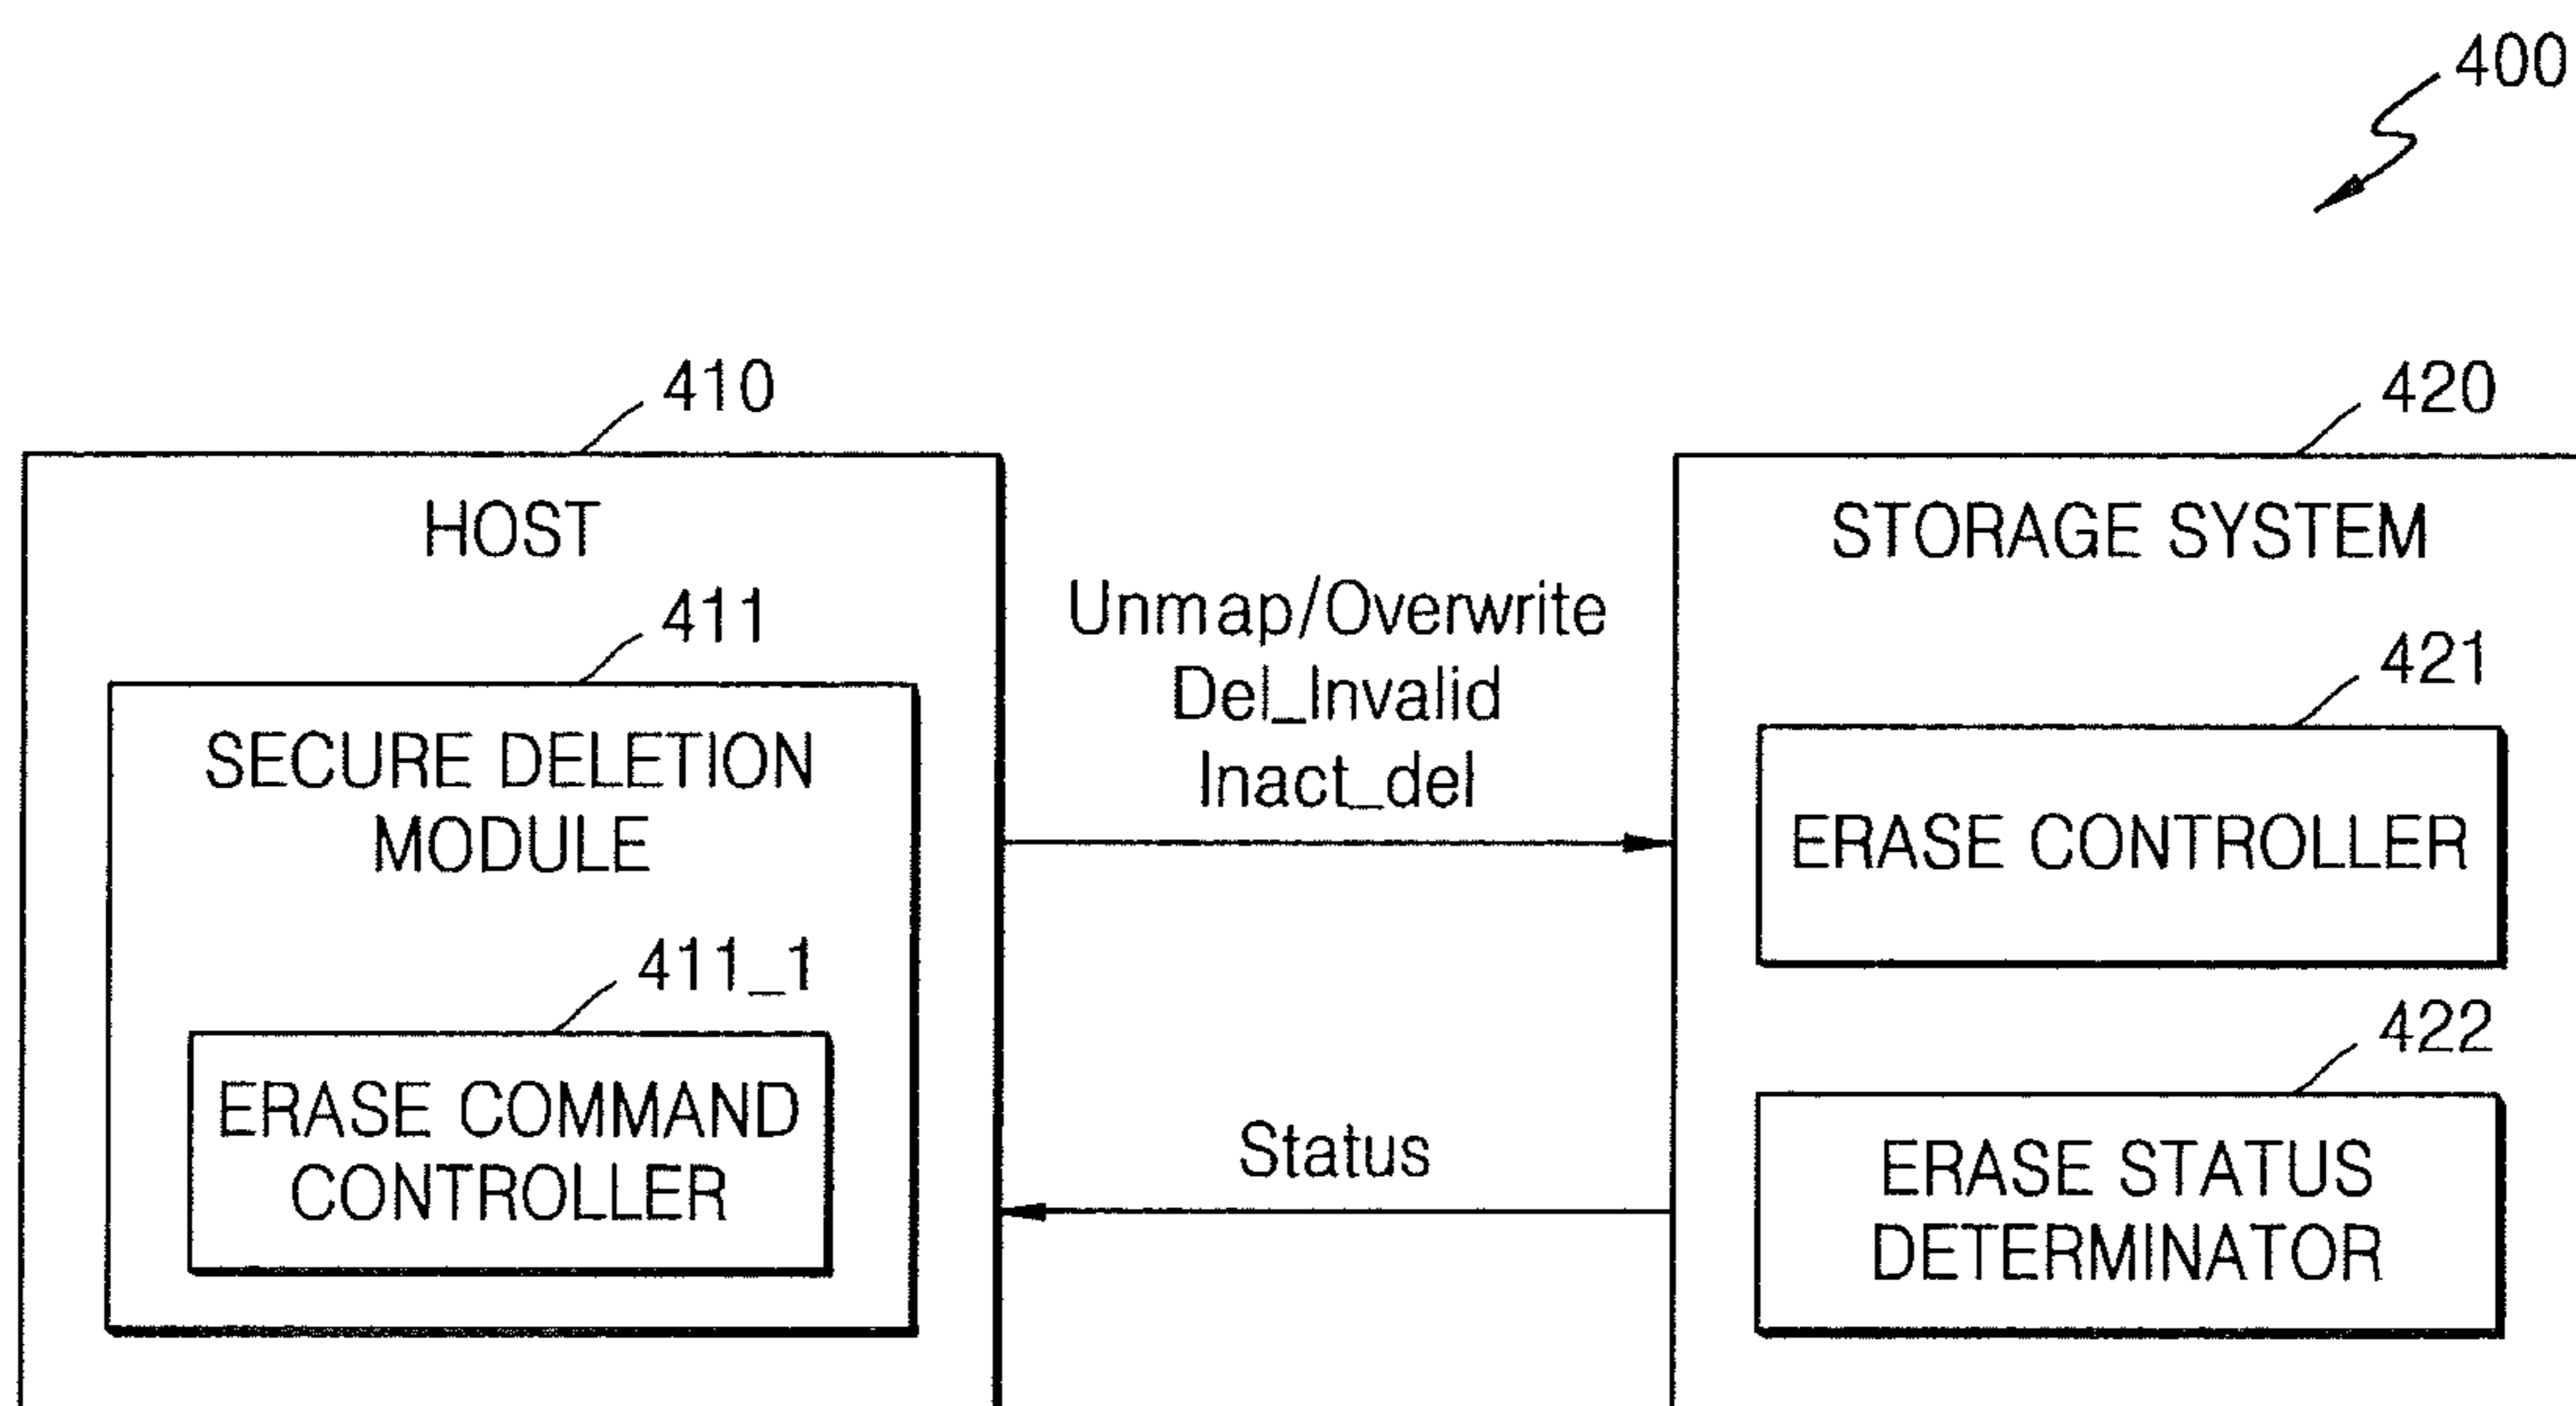 400
410
420
HOST
STORAGE SYSTEM
411
Unmap/Overwrite
Del_Invalid
Inact_del
421
SECURE DELETION
MODULE
ERASE CONTROLLER
411_1
422
ERASE COMMAND
CONTROLLER
Status
ERASE STATUS
DETERMINATOR